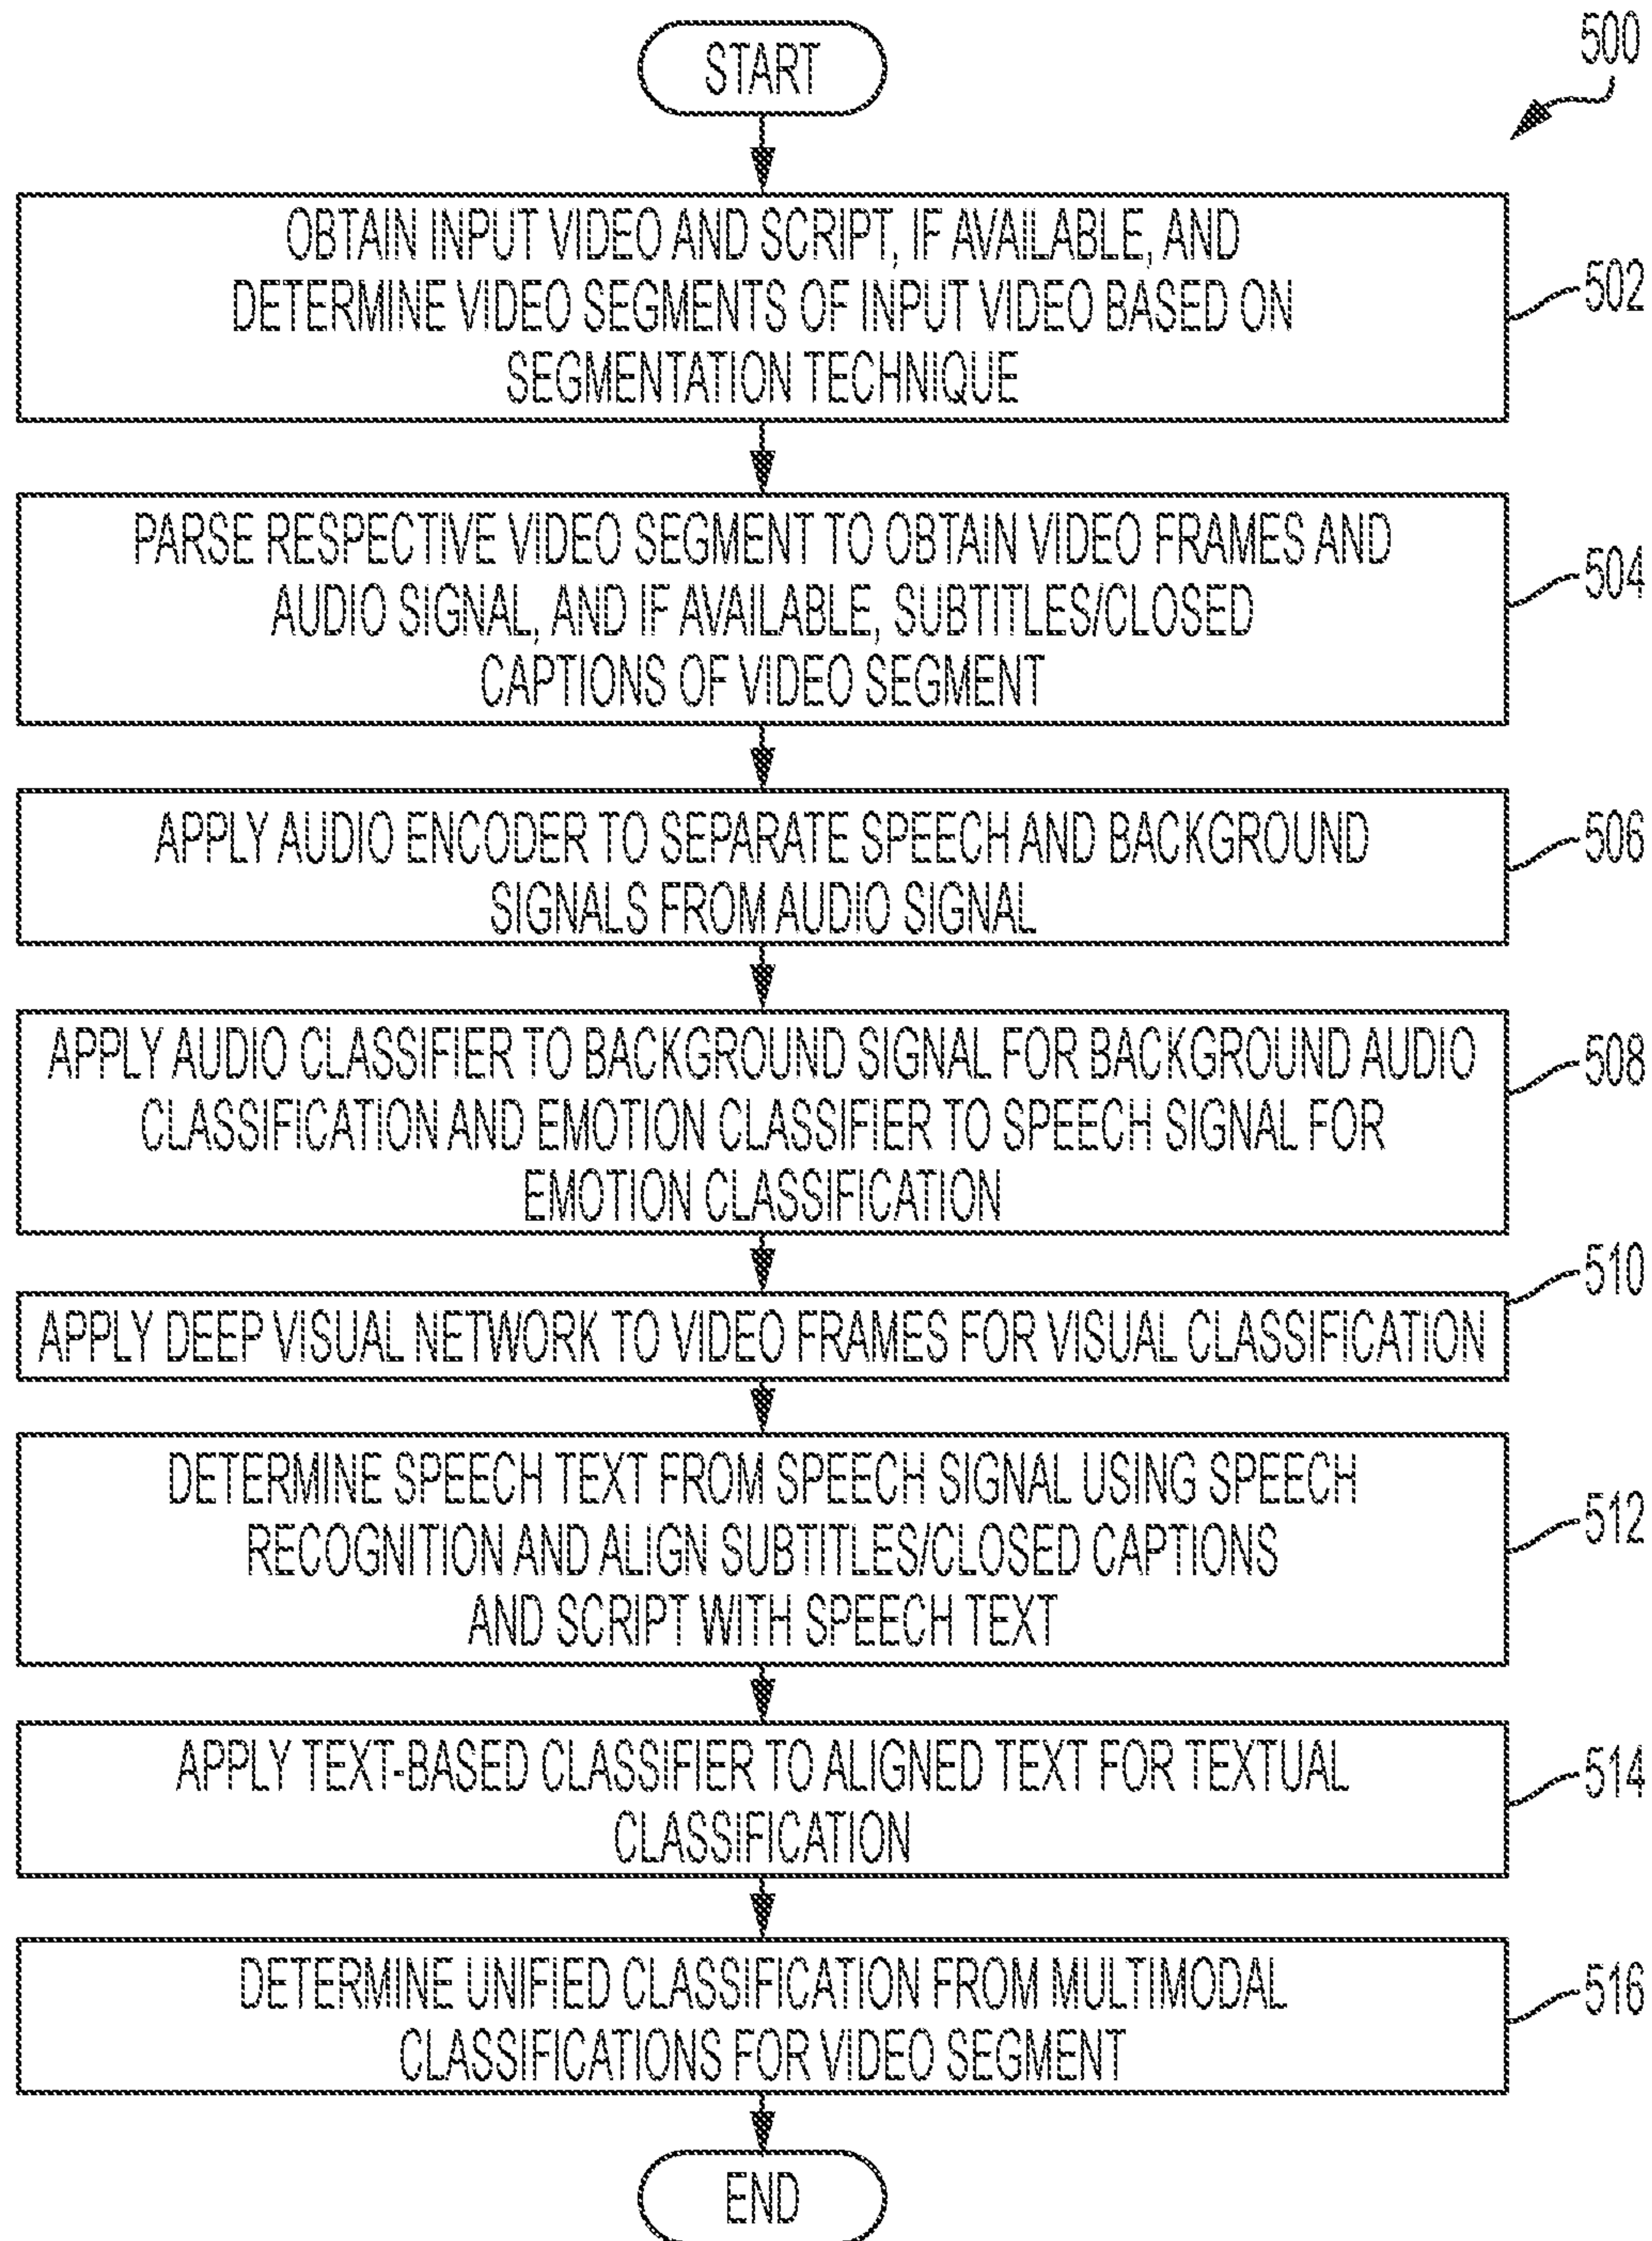 START
500
OBTAIN INPUT VIDEO AND SCRIPT, IF AVAILABLE, AND
DETERMINE VIDEO SEGMENTS OF INPUT VIDEO BASED ON
SEGMENTATION TECHNIQUE
502
PARSE RESPECTIVE VIDEO SEGMENT TO OBTAIN VIDEO FRAMES AND
AUDIO SIGNAL, AND IF AVAILABLE, SUBTITLES/CLOSED
CAPTIONS OF VIDEO SEGMENT
504
APPLY AUDIO ENCODER TO SEPARATE SPEECH AND BACKGROUND
SIGNALS FROM AUDIO SIGNAL
506
APPLY AUDIO CLASSIFIER TO BACKGROUND SIGNAL FOR BACKGROUND AUDIO
CLASSIFICATION AND EMOTION CLASSIFIER TO SPEECH SIGNAL FOR
EMOTION CLASSIFICATION
508
APPLY DEEP VISUAL NETWORK TO VIDEO FRAMES FOR VISUAL CLASSIFICATION
510
DETERMINE SPEECH TEXT FROM SPEECH SIGNAL USING SPEECH
RECOGNITION AND ALIGN SUBTITLES/CLOSED CAPTIONS
AND SCRIPT WITH SPEECH TEXT
512
APPLY TEXT-BASED CLASSIFIER TO ALIGNED TEXT FOR TEXTUAL
CLASSIFICATION
514
DETERMINE UNIFIED CLASSIFICATION FROM MULTIMODAL
CLASSIFICATIONS FOR VIDEO SEGMENT
516
END